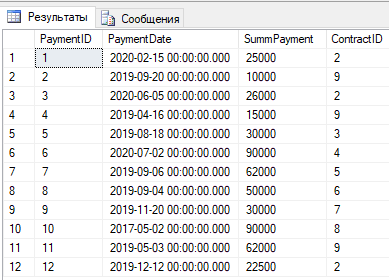 Результаты Сообщения
PaymentID PaymentDate SummPayment ContractID
1 1 2020-02-15 00:00:00.000 25000 2
2 2 2019-09-20 00:00:00.000 10000 9
3 3 2020-06-05 00:00:00.000 26000 2
4 4 2019-04-16 00:00:00.000 15000 9
5 5 2019-08-18 00:00:00.000 30000 3
6 6 2020-07-02 00:00:00.000 90000 4
7 7 2019-09-06 00:00:00.000 62000 5
8 8 2019-09-04 00:00:00.000 50000 6
9 9 2019-11-20 00:00:00.000 30000 7
10 10 2017-05-02 00:00:00.000 90000 8
11 11 2019-05-03 00:00:00.000 62000 9
12 12 2019-12-12 00:00:00.000 22500 2